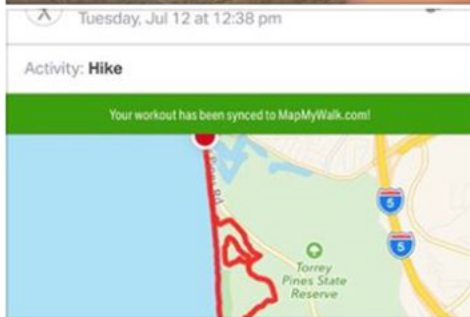 Tuesday, Jul 12 at 12:38 pm
Activity: Hike
Your workout has been synced to MapMyWalk.com!
5
5
Torrey
Pines State
Reserve